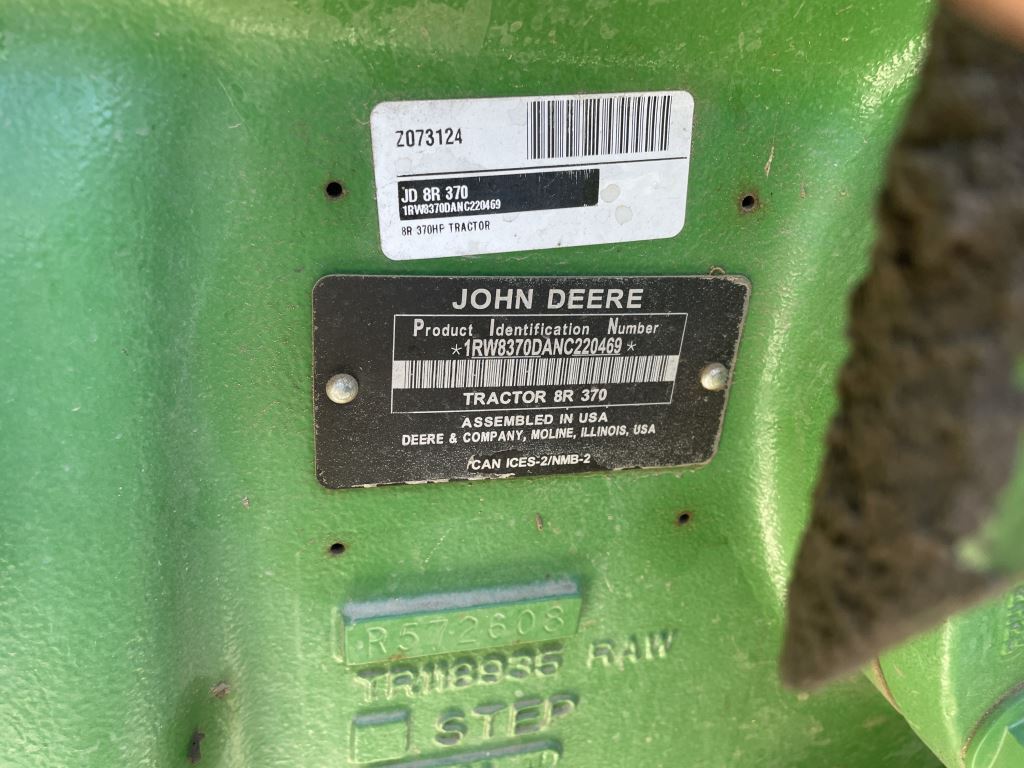 Z073124
JD 8R 370
1RW8370DANC220469
8R 370HP TRACTOR
JOHN DEERE
Product Identification Number
*1RW8370DANC220469*
TRACTOR 8R 370
ASSEMBLED IN USA
DEERE & COMPANY, MOLINE, ILLINOIS, USA
CAN ICES-2/NMB-2
R572608
TR118935 RAW
STEP